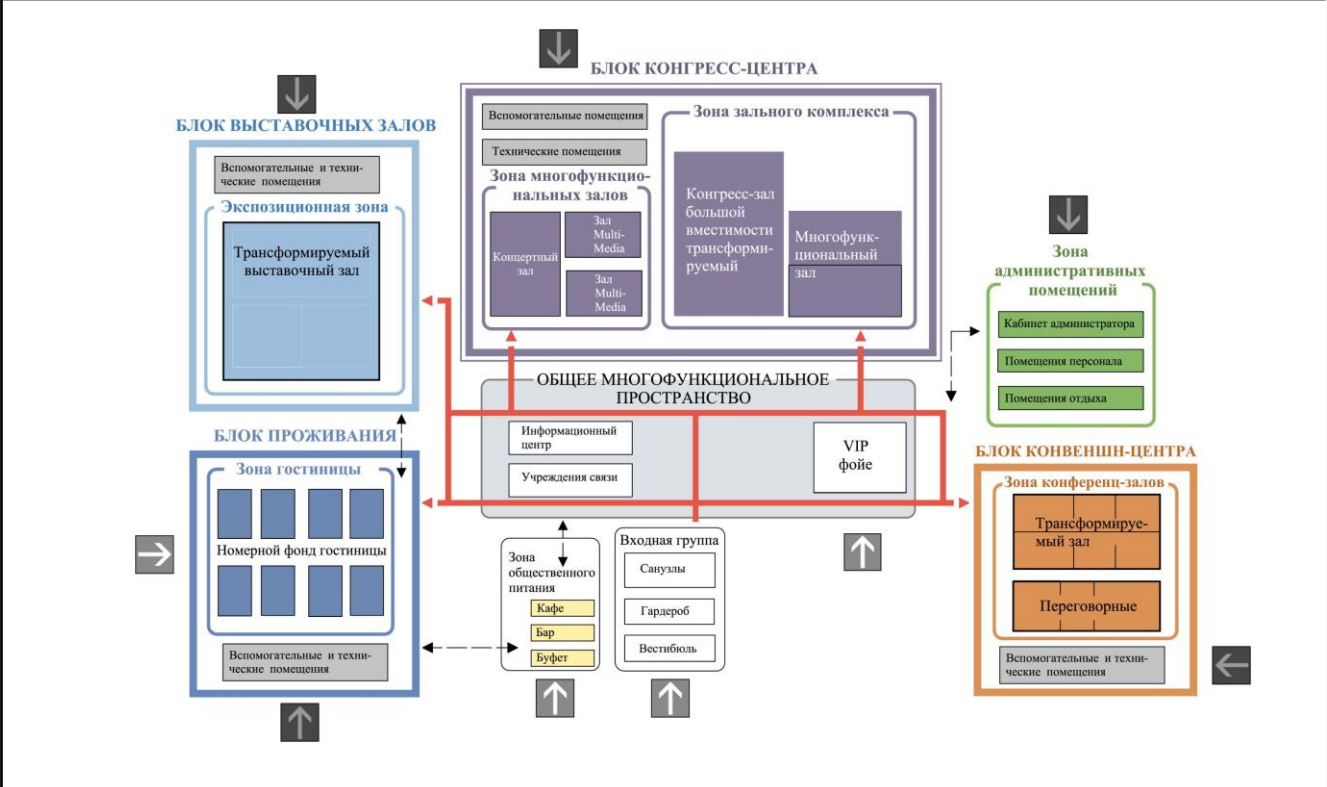 БЛОК КОНГРЕСС-ЦЕНТРА
Вспомогательные помещения
Технические помещения
Зона многофункцио-
нальных залов
Концертный
зал
Зал
Multi-
Media
Зал
Multi-
Media
Зона зального комплекса
Конгресс-зал
большой
вместимости
трансформи-
руемый
Многофунк-
циональный
зал
БЛОК ВЫСТАВОЧНЫХ ЗАЛОВ
Вспомогательные и техни-
ческие помещения
Экспозиционная зона
Трансформируемый
выставочный зал
Зона
административных
помещений
Кабинет администратора
Помещения персонала
Помещения отдыха
ОБЩЕЕ МНОГОФУНКЦИОНАЛЬНОЕ
ПРОСТРАНСТВО
Информационный
центр
Учреждения связи
VIP
фойе
БЛОК ПРОЖИВАНИЯ
Зона гостиницы
Номерной фонд гостиницы
Вспомогательные и техни-
ческие помещения
Зона
общественного
питания
Кафе
Бар
Буфет
Входная группа
Санузлы
Гардероб
Вестибюль
БЛОК КОНВЕНШН-ЦЕНТРА
Зона конференц-залов
Трансформируе-
мый зал
Переговорные
Вспомогательные и техни-
ческие помещения